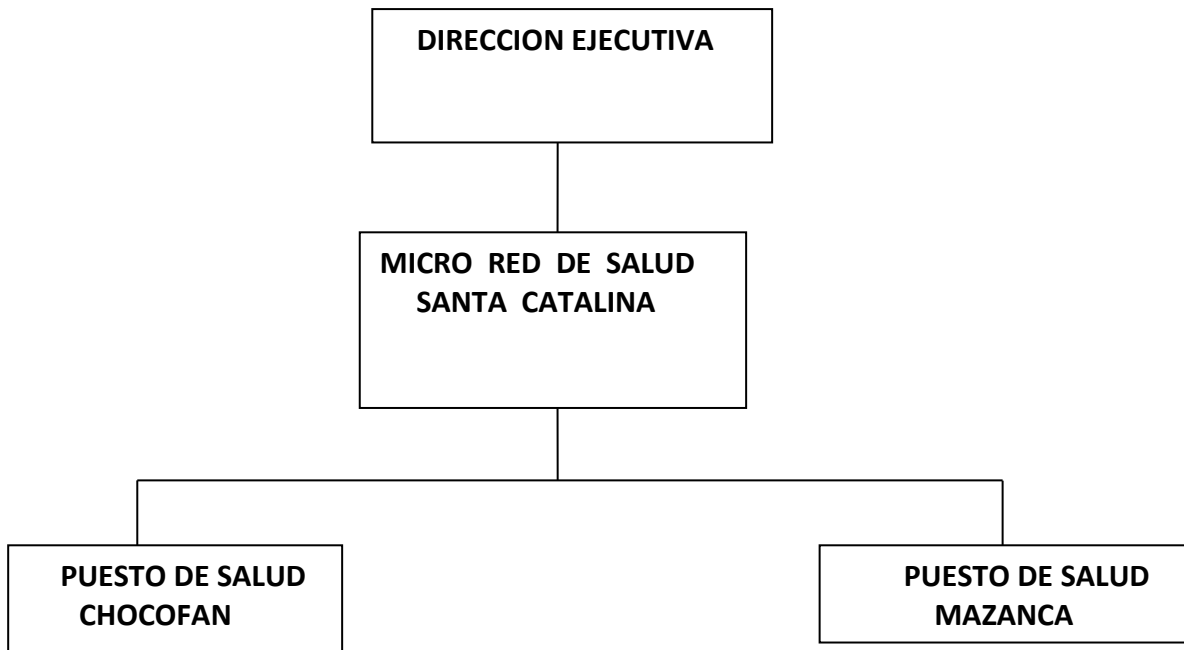 DIRECCION EJECUTIVA
MICRO RED DE SALUD
SANTA CATALINA
PUESTO DE SALUD
CHOCOFAN
PUESTO DE SALUD
MAZANCA